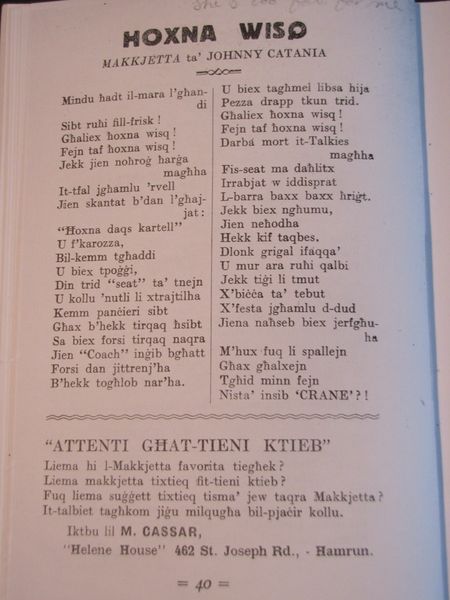 She's too fat for me
HOXNA WISQ
MAKKJETTA ta' JOHNNY CATANIA
Mindu ħadt il-mara l'għan-
di
Sibt ruħi fill-frisk!
Għaliex ħoxna wisq!
Fejn taf ħoxna wisq!
Jekk jien noħroġ ħarġa
magħha
It-tfal jgħamlu 'rvell
Jien skantat b'dan l'għaj-
jat:
"Ħoxna daqs kartell"
U f'karozza,
Bil-kemm tgħaddi
U biex tpoġġi,
Din trid "seat" ta' tnejn
U kollu 'nutli li xtrajtilha
Kemm panċieri sibt
Għax b'hekk tirqaq ħsibt
Sa biex forsi tirqaq naqra
Jien "Coach" inġib bgħatt
Forsi dan jittrenj'ha
B'hekk togħlob nar'ha.
U biex tagħmel libsa hija
Pezza drapp tkun trid.
Għaliex ħoxna wisq!
Fejn taf ħoxna wisq!
Darba mort it-Talkies
magħha
Fis-seat ma daħlitx
Irrabjat w iddisprat
L-barra baxx baxx ħriġt.
Jekk biex ngħumu,
Jien neħodha
Hekk kif taqbes,
Dlonk grigal ifaqqa'
U mur ara ruħi qalbi
Jekk tiġi li tmut
X'biċċa ta' tebut
X'festa jgħamlu d-dud
Jiena naħseb biex jerfgħu-
ha
M'hux fuq li spallejn
Għax għalxejn
Tgħid minn fejn
Nista' insib 'CRANE'?!
"ATTENTI GĦAT-TIENI KTIEB"
Liema hi l-Makkjetta favorita tiegħek?
Liema makkjetta tixtieq fit-tieni ktieb?
Fuq liema suġġett tixtieq tisma' jew taqra Makkjetta?
It-talbiet tagħkom jiġu milqugħa bil-pjaċir kollu.
Iktbu lil M. CASSAR,
"Helene House" 462 St. Joseph Rd., - Ħamrun.
= 40 =